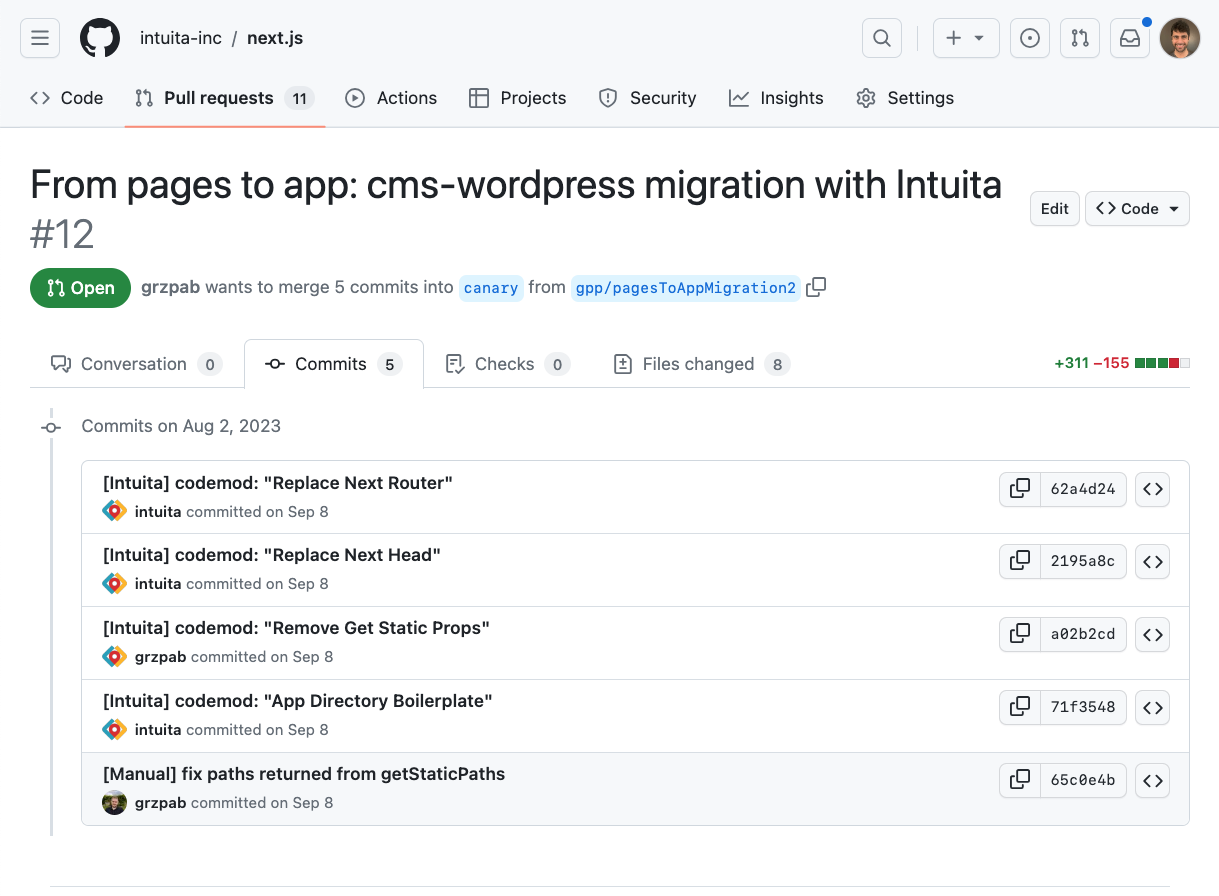 intuita-inc / next.js
Code Pull requests 11 Actions Projects Security Insights Settings
From pages to app: cms-wordpress migration with Intuita
#12
Edit Code
Open grzpab wants to merge 5 commits into canary from gpp/pagesToAppMigration2
Conversation 0 Commits 5 Checks 0 Files changed 8 +311 −155
Commits on Aug 2, 2023
[Intuita] codemod: "Replace Next Router"
intuita committed on Sep 8
62a4d24
[Intuita] codemod: "Replace Next Head"
intuita committed on Sep 8
2195a8c
[Intuita] codemod: "Remove Get Static Props"
grzpab committed on Sep 8
a02b2cd
[Intuita] codemod: "App Directory Boilerplate"
intuita committed on Sep 8
71f3548
[Manual] fix paths returned from getStaticPaths
grzpab committed on Sep 8
65c0e4b